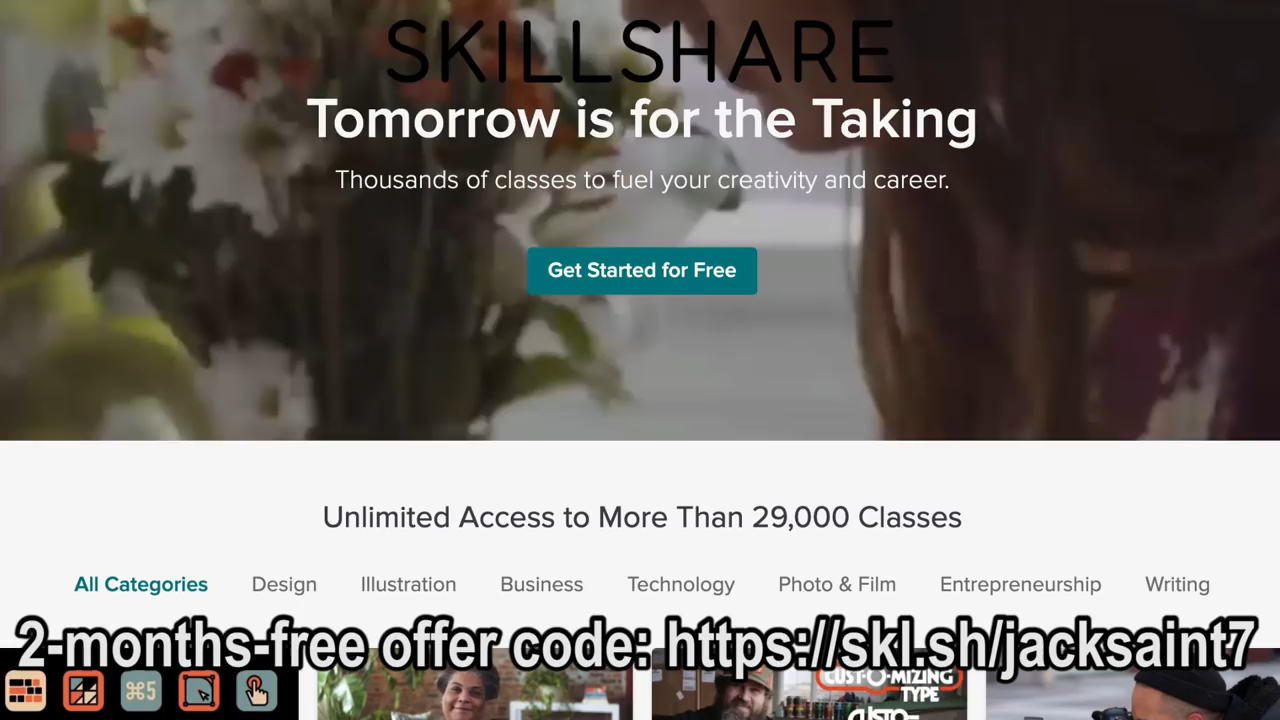 SKILLSHARE
Tomorrow is for the Taking
Thousands of classes to fuel your creativity and career.
Get Started for Free
Unlimited Access to More Than 29,000 Classes
All Categories Design Illustration Business Technology Photo & Film Entrepreneurship Writing
2-months-free offer code: https://skl.sh/jacksaint7
⌘5
CUST-O-MIZING
TYPE
CUSTO-